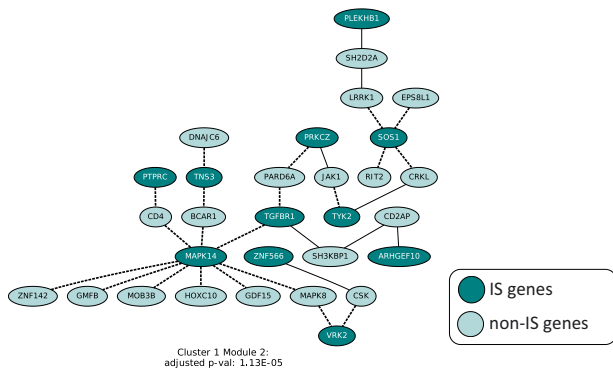 PLEKHB1
SH2D2A
LRRK1 EPS8L1
DNAJC6 PRKCZ SOS1
PTPRC TNS3 PARD6A JAK1 RIT2 CRKL
CD4 BCAR1 TGFBR1 TYK2 CD2AP
MAPK14 ZNF566 SH3KBP1 ARHGEF10
ZNF142 GMFB MOB3B HOXC10 GDF15 MAPK8 CSK
VRK2
IS genes
non-IS genes
Cluster 1 Module 2:
adjusted p-val: 1.13E-05